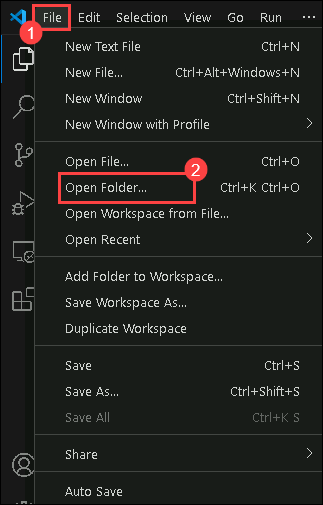 File Edit Selection View Go Run ···
1
New Text File Ctrl+N
New File... Ctrl+Alt+Windows+N
New Window Ctrl+Shift+N
New Window with Profile
Open File... Ctrl+O
2
Open Folder... Ctrl+K Ctrl+O
Open Workspace from File...
Open Recent
Add Folder to Workspace...
Save Workspace As...
Duplicate Workspace
Save Ctrl+S
Save As... Ctrl+Shift+S
Save All Ctrl+K S
Share
Auto Save